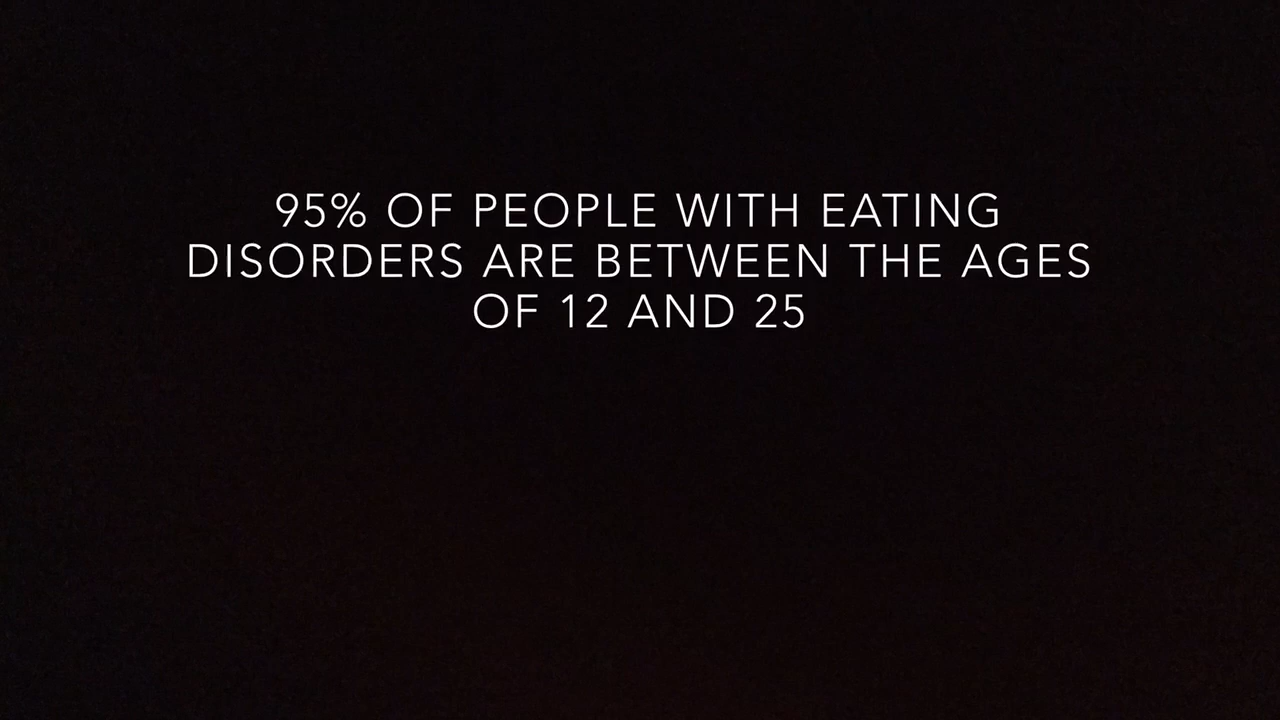 95% OF PEOPLE WITH EATING
DISORDERS ARE BETWEEN THE AGES
OF 12 AND 25